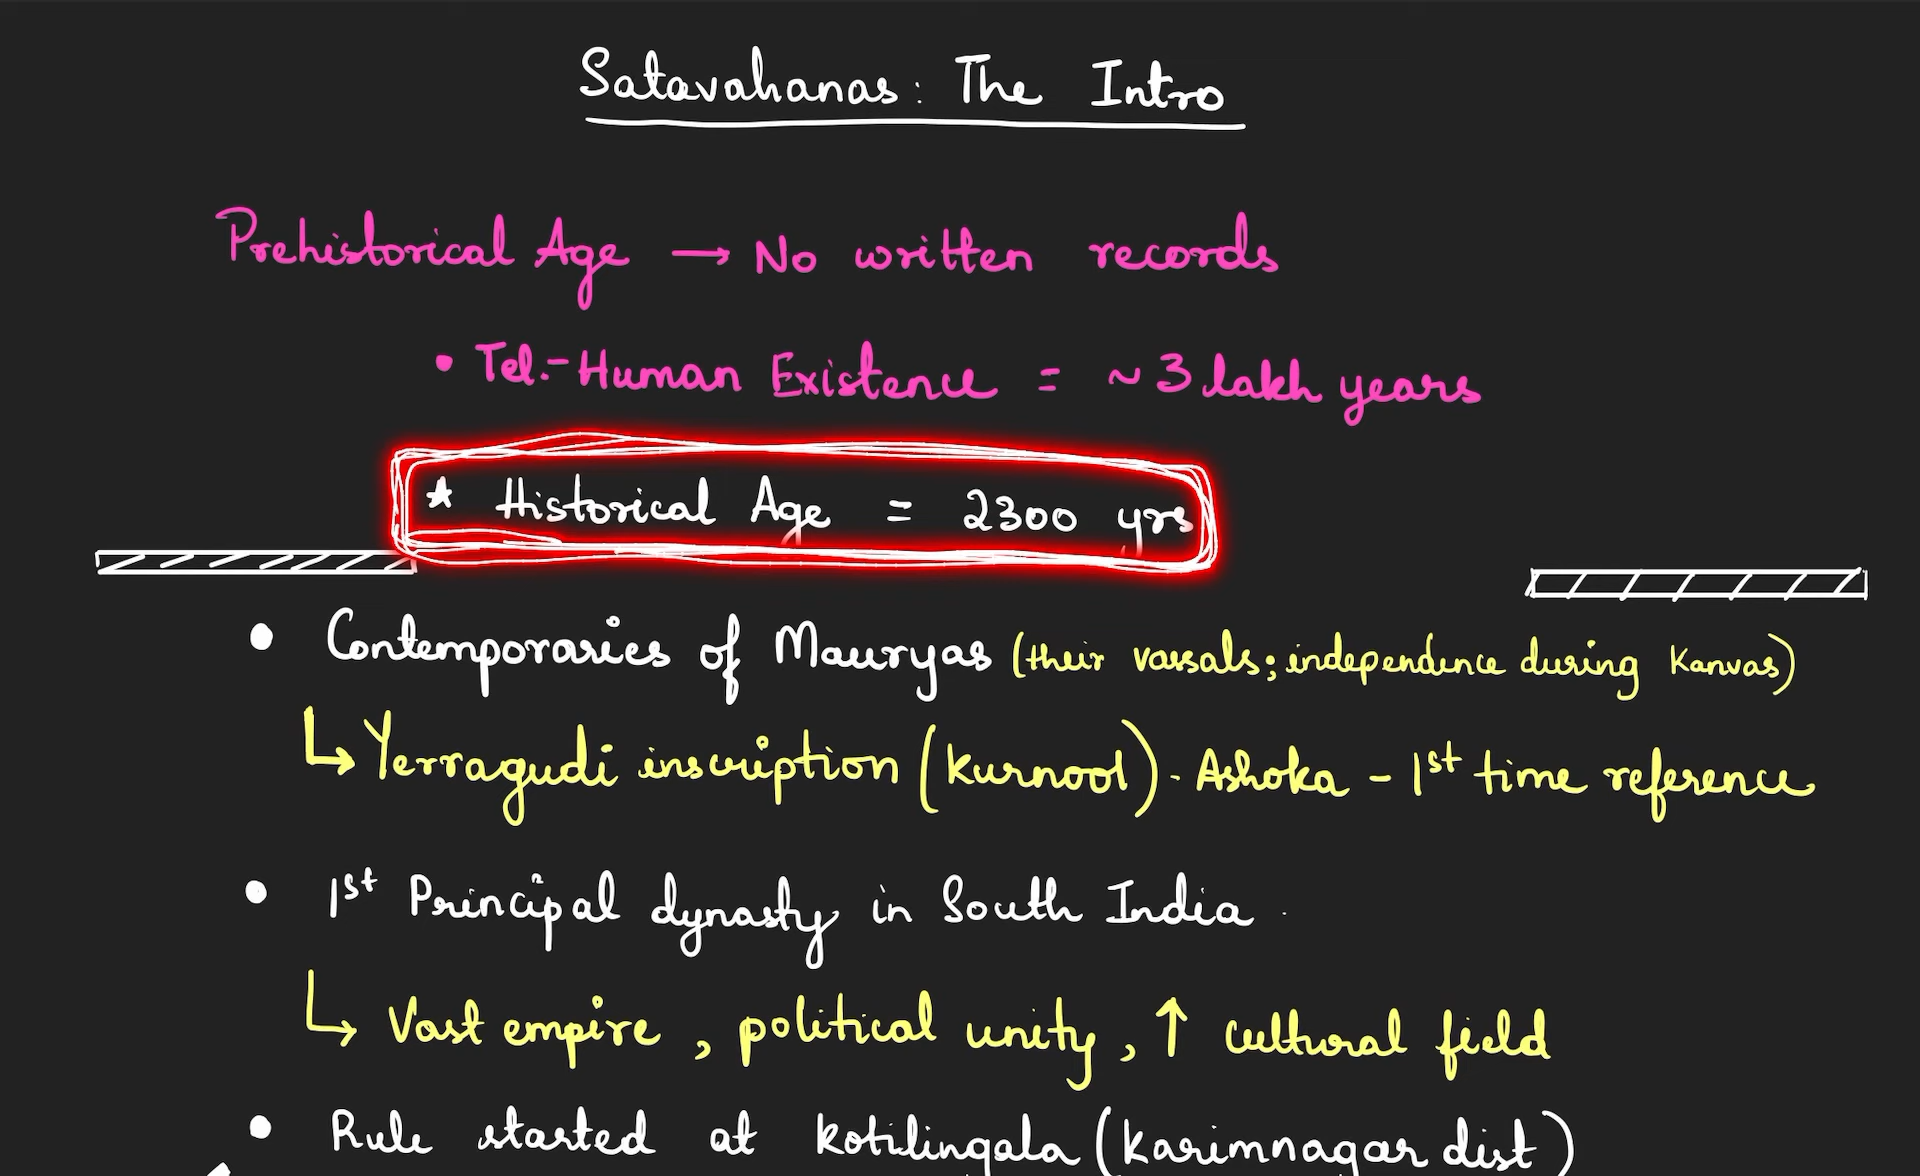 Satavahanas: The Intro
Prehistorical Age → No written records
• Tel.- Human Existence = ~ 3 lakh years
★ Historical Age = 2300 yrs
• Contemporaries of Mauryas (their vassals; independence during Kanvas)
↳ Yerragudi inscription (Kurnool) - Ashoka - 1st time reference
• 1st Principal dynasty in South India
↳ Vast empire, political unity, ↑ cultural field
• Rule started at Kotilingala (Karimnagar dist)